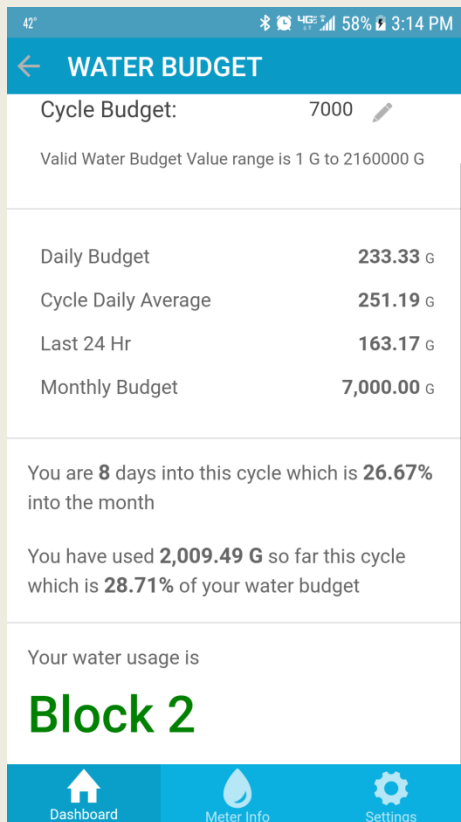 42° 58% 3:14 PM
WATER BUDGET
Cycle Budget: 7000
Valid Water Budget Value range is 1 G to 2160000 G
Daily Budget 233.33 G
Cycle Daily Average 251.19 G
Last 24 Hr 163.17 G
Monthly Budget 7,000.00 G
You are 8 days into this cycle which is 26.67%
into the month
You have used 2,009.49 G so far this cycle
which is 28.71% of your water budget
Your water usage is
Block 2
Dashboard Meter Info Settings